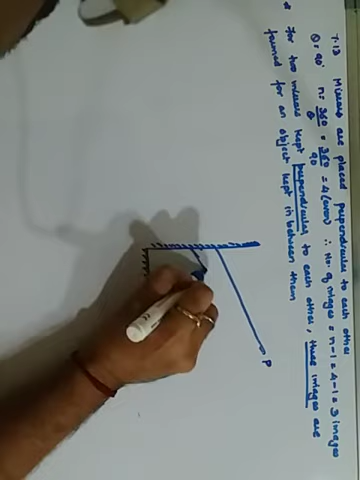 7.13 Mirrors are placed perpendicular to each other
θ = 90° n = 360/θ = 360/90 = 4 (even) ∴ No. of images = n-1 = 4-1 = 3 images
for two mirrors kept perpendicular to each other, three images are
formed for an object kept in between them
P